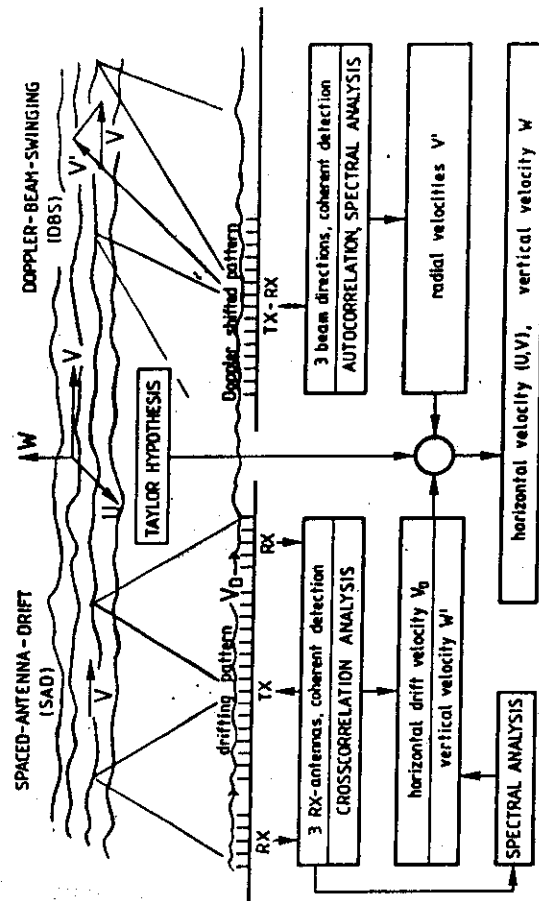 SPACED-ANTENNA-DRIFT
(SAD)
DOPPLER-BEAM-SWINGING
(DBS)
W
V
V
U
V'
V
TAYLOR HYPOTHESIS
drifting pattern
V_D
Doppler shifted pattern
RX
TX
RX
TX-RX
3 RX-antennas, coherent detection
CROSSCORRELATION ANALYSIS
3 beam directions, coherent detection
AUTOCORRELATION, SPECTRAL ANALYSIS
horizontal drift velocity V_D
vertical velocity W'
radial velocities V'
SPECTRAL ANALYSIS
horizontal velocity (U,V), vertical velocity W